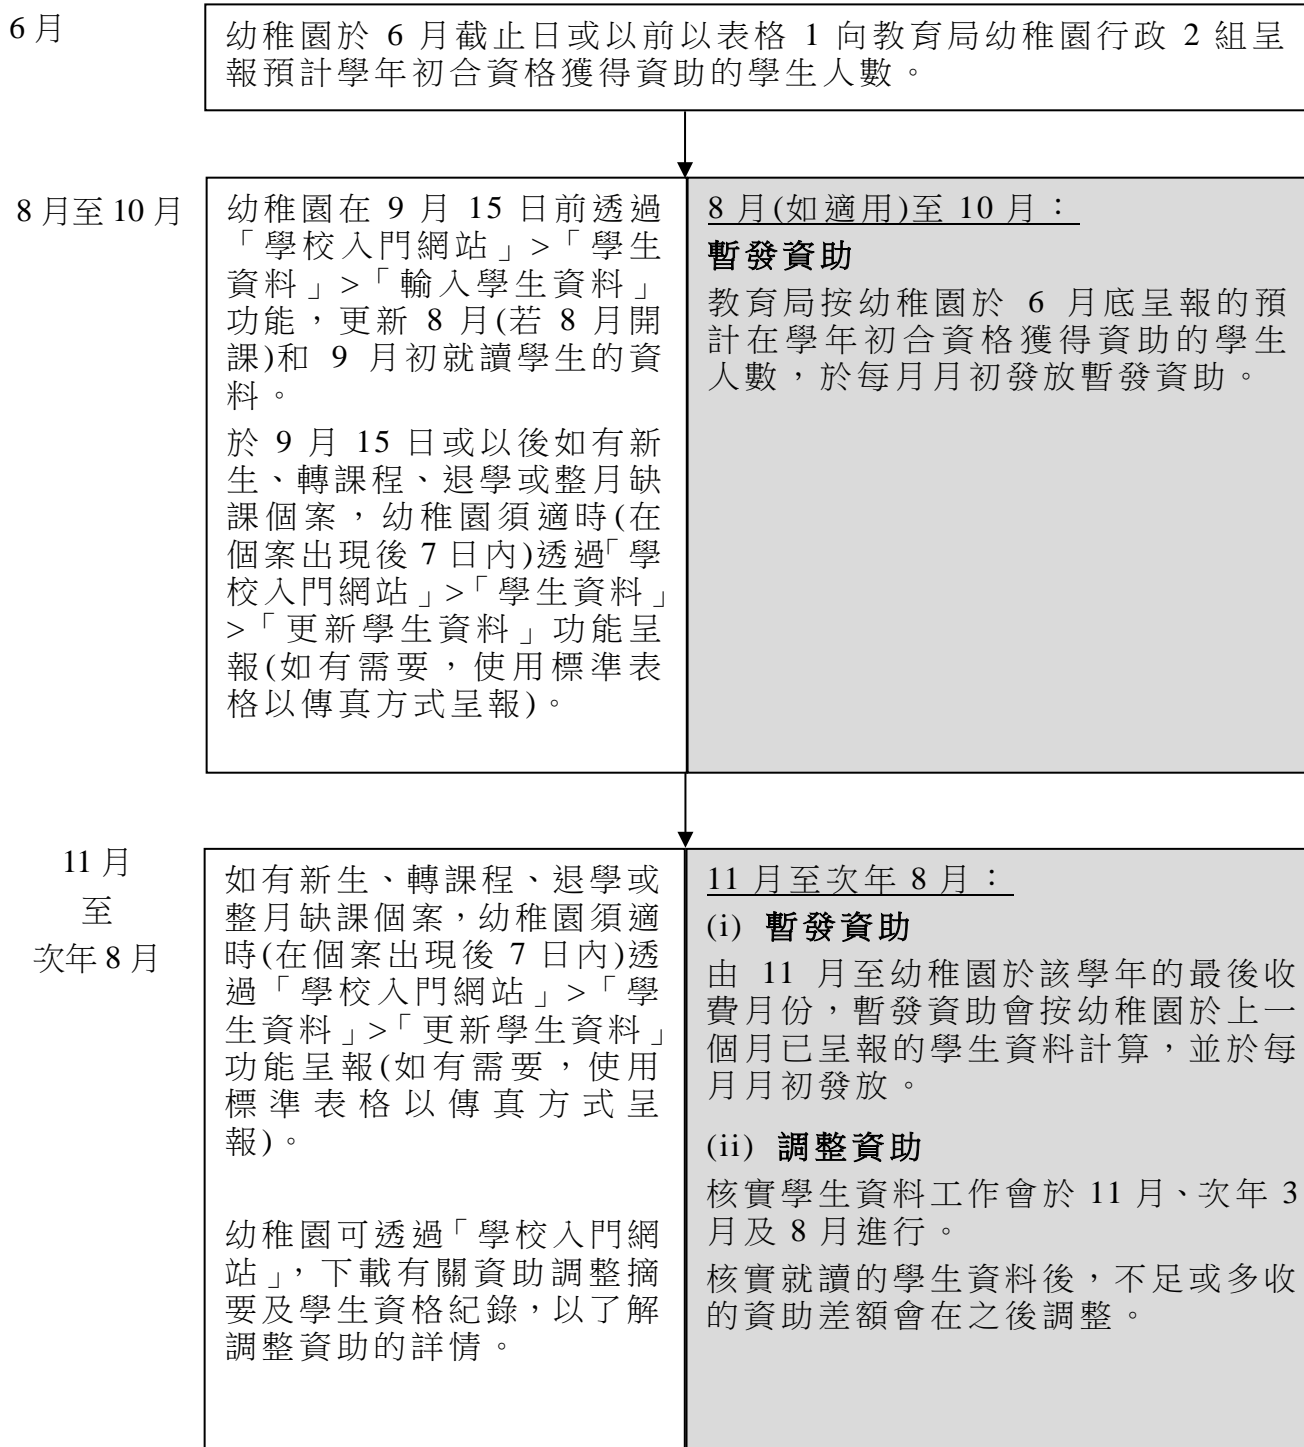 6 月
幼稚園於 6 月截止日或以前以表格 1 向教育局幼稚園行政 2 組呈
報預計學年初合資格獲得資助的學生人數。
8 月至 10 月
幼稚園在 9 月 15 日前透過
「學校入門網站」>「學生
資料」>「輸入學生資料」
功能，更新 8 月(若 8 月開
課)和 9 月初就讀學生的資
料。
於 9 月 15 日或以後如有新
生、轉課程、退學或整月缺
課個案，幼稚園須適時(在
個案出現後 7 日內)透過「學
校入門網站」>「學生資料」
>「更新學生資料」功能呈
報(如有需要，使用標準表
格以傳真方式呈報)。
8 月(如適用)至 10 月：
暫發資助
教育局按幼稚園於 6 月底呈報的預
計在學年初合資格獲得資助的學生
人數，於每月月初發放暫發資助。
11 月
至
次年 8 月
如有新生、轉課程、退學或
整月缺課個案，幼稚園須適
時(在個案出現後 7 日內)透
過「學校入門網站」>「學
生資料」>「更新學生資料」
功能呈報(如有需要，使用
標準表格以傳真方式呈
報)。
幼稚園可透過「學校入門網
站」，下載有關資助調整摘
要及學生資格紀錄，以了解
調整資助的詳情。
11 月至次年 8 月：
(i) 暫發資助
由 11 月至幼稚園於該學年的最後收
費月份，暫發資助會按幼稚園於上一
個月已呈報的學生資料計算，並於每
月月初發放。
(ii) 調整資助
核實學生資料工作會於 11 月、次年 3
月及 8 月進行。
核實就讀的學生資料後，不足或多收
的資助差額會在之後調整。